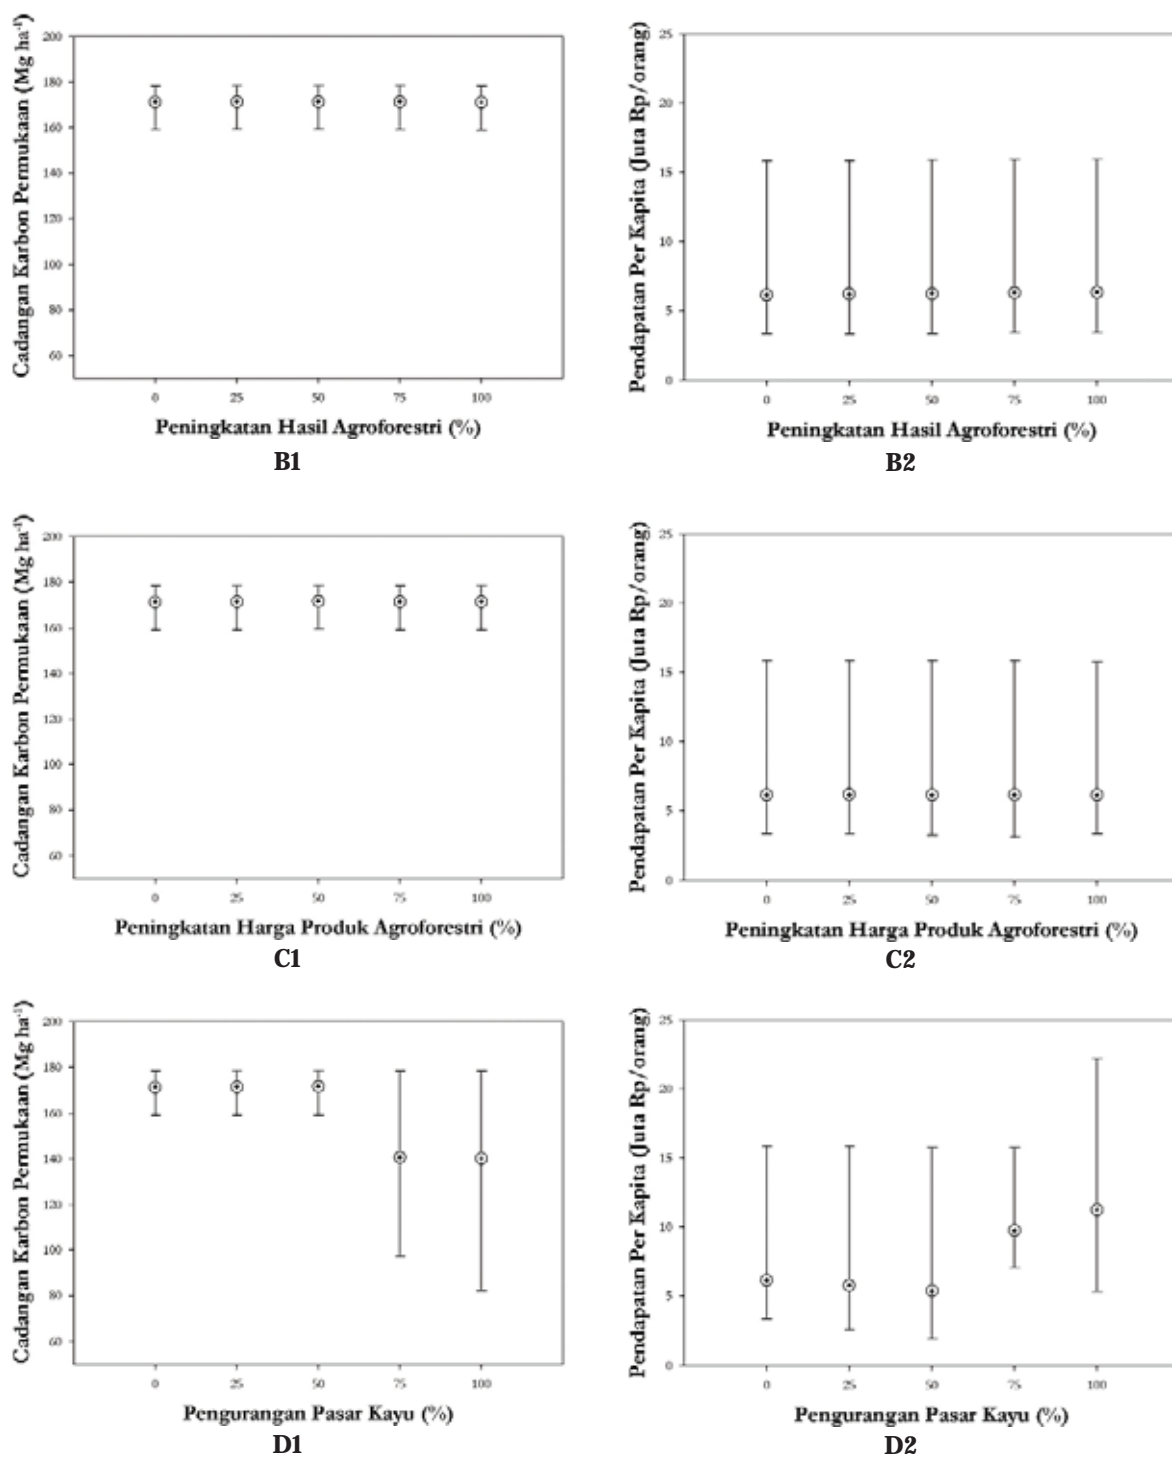 Cadangan Karbon Permukaan (Mg ha⁻¹)
200
180
160
140
120
100
80
60
0 25 50 75 100
Peningkatan Hasil Agroforestri (%)
B1
Pendapatan Per Kapita (Juta Rp/orang)
25
20
15
10
5
0
0 25 50 75 100
Peningkatan Hasil Agroforestri (%)
B2
Cadangan Karbon Permukaan (Mg ha⁻¹)
200
180
160
140
120
100
80
60
0 25 50 75 100
Peningkatan Harga Produk Agroforestri (%)
C1
Pendapatan Per Kapita (Juta Rp/orang)
25
20
15
10
5
0
0 25 50 75 100
Peningkatan Harga Produk Agroforestri (%)
C2
Cadangan Karbon Permukaan (Mg ha⁻¹)
200
180
160
140
120
100
80
60
0 25 50 75 100
Pengurangan Pasar Kayu (%)
D1
Pendapatan Per Kapita (Juta Rp/orang)
25
20
15
10
5
0
0 25 50 75 100
Pengurangan Pasar Kayu (%)
D2